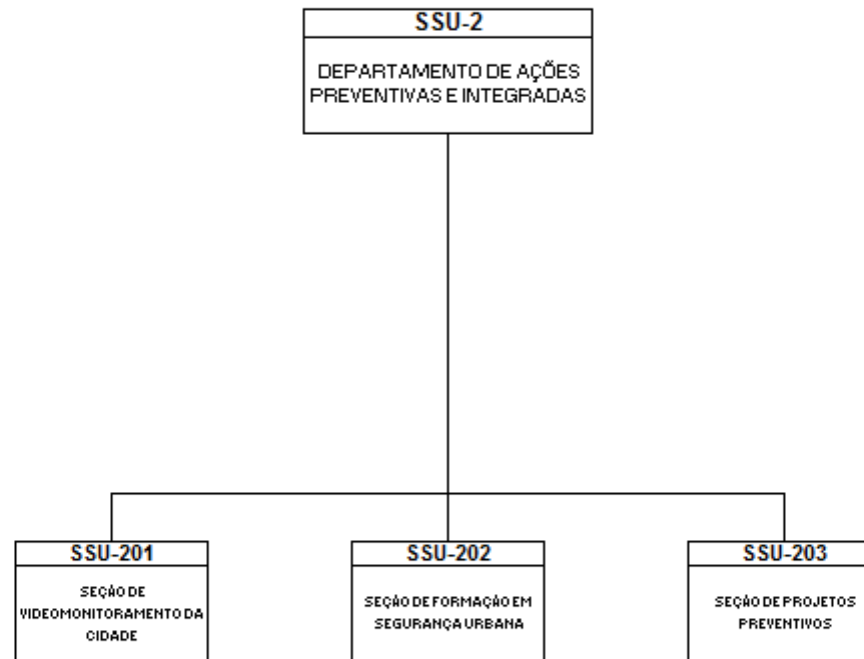 SSU-2
DEPARTAMENTO DE AÇÕES
PREVENTIVAS E INTEGRADAS
SSU-201
SEÇÃO DE
VIDEOMONITORAMENTO DA
CIDADE
SSU-202
SEÇÃO DE FORMAÇÃO EM
SEGURANÇA URBANA
SSU-203
SEÇÃO DE PROJETOS
PREVENTIVOS